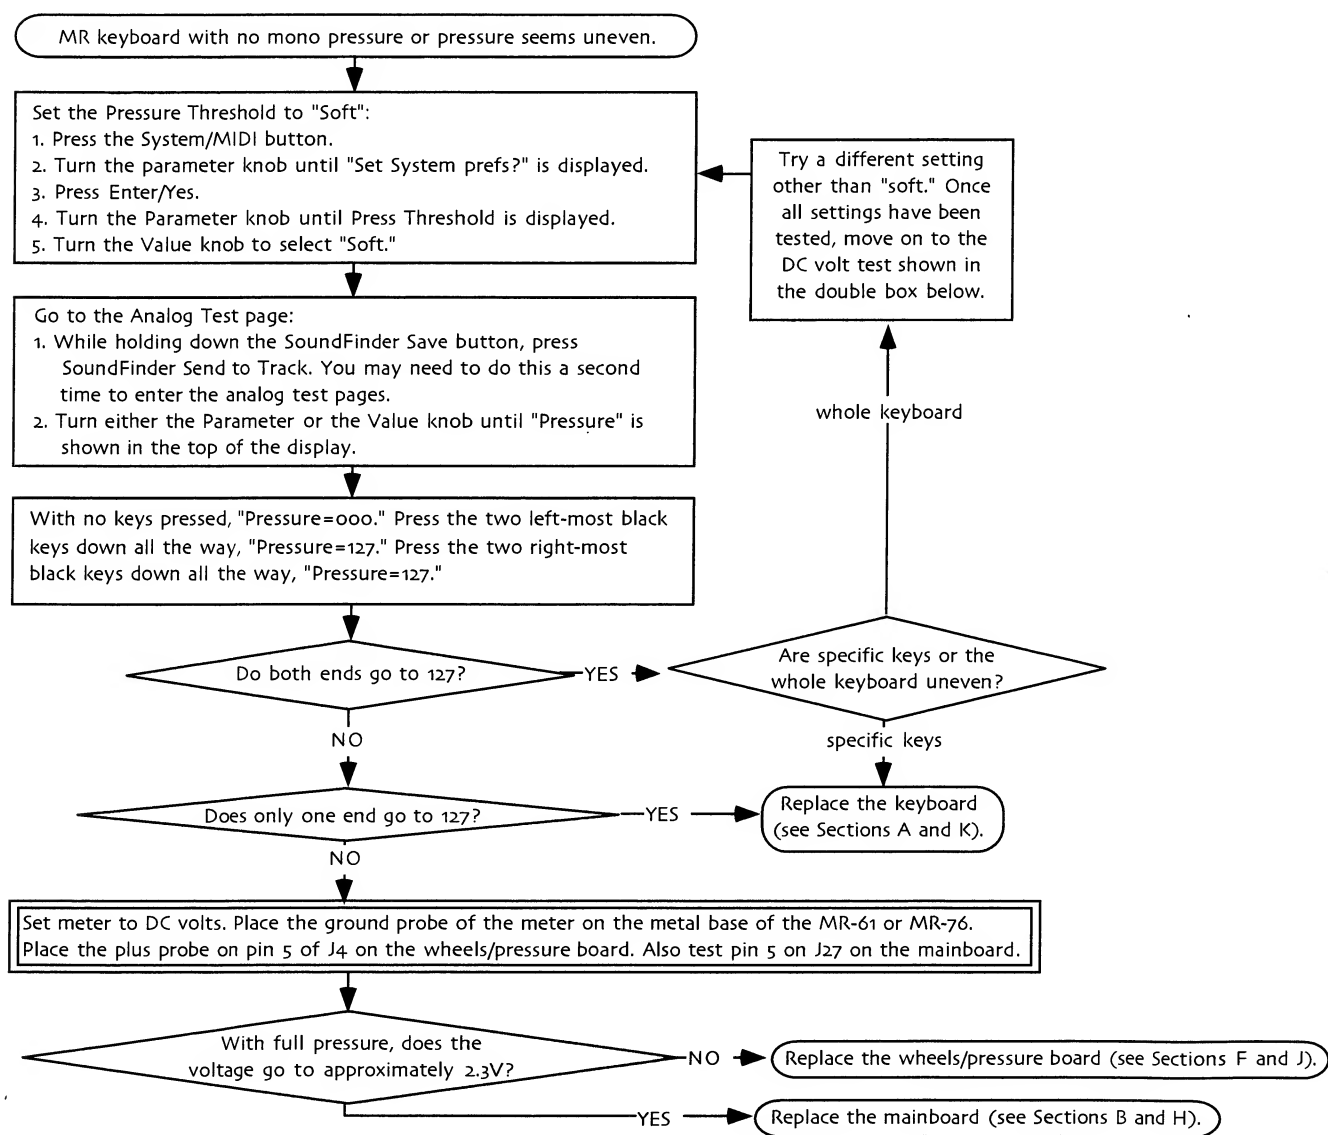 MR keyboard with no mono pressure or pressure seems uneven.
Set the Pressure Threshold to "Soft":
1. Press the System/MIDI button.
2. Turn the parameter knob until "Set System prefs?" is displayed.
3. Press Enter/Yes.
4. Turn the Parameter knob until Press Threshold is displayed.
5. Turn the Value knob to select "Soft."
Try a different setting
other than "soft." Once
all settings have been
tested, move on to the
DC volt test shown in
the double box below.
Go to the Analog Test page:
1. While holding down the SoundFinder Save button, press
SoundFinder Send to Track. You may need to do this a second
time to enter the analog test pages.
2. Turn either the Parameter or the Value knob until "Pressure" is
shown in the top of the display.
whole keyboard
With no keys pressed, "Pressure=000." Press the two left-most black
keys down all the way, "Pressure=127." Press the two right-most
black keys down all the way, "Pressure=127."
Do both ends go to 127?
YES
Are specific keys or the
whole keyboard uneven?
NO
specific keys
Does only one end go to 127?
YES
Replace the keyboard
(see Sections A and K).
NO
Set meter to DC volts. Place the ground probe of the meter on the metal base of the MR-61 or MR-76.
Place the plus probe on pin 5 of J4 on the wheels/pressure board. Also test pin 5 on J27 on the mainboard.
With full pressure, does the
voltage go to approximately 2.3V?
NO
Replace the wheels/pressure board (see Sections F and J).
YES
Replace the mainboard (see Sections B and H).